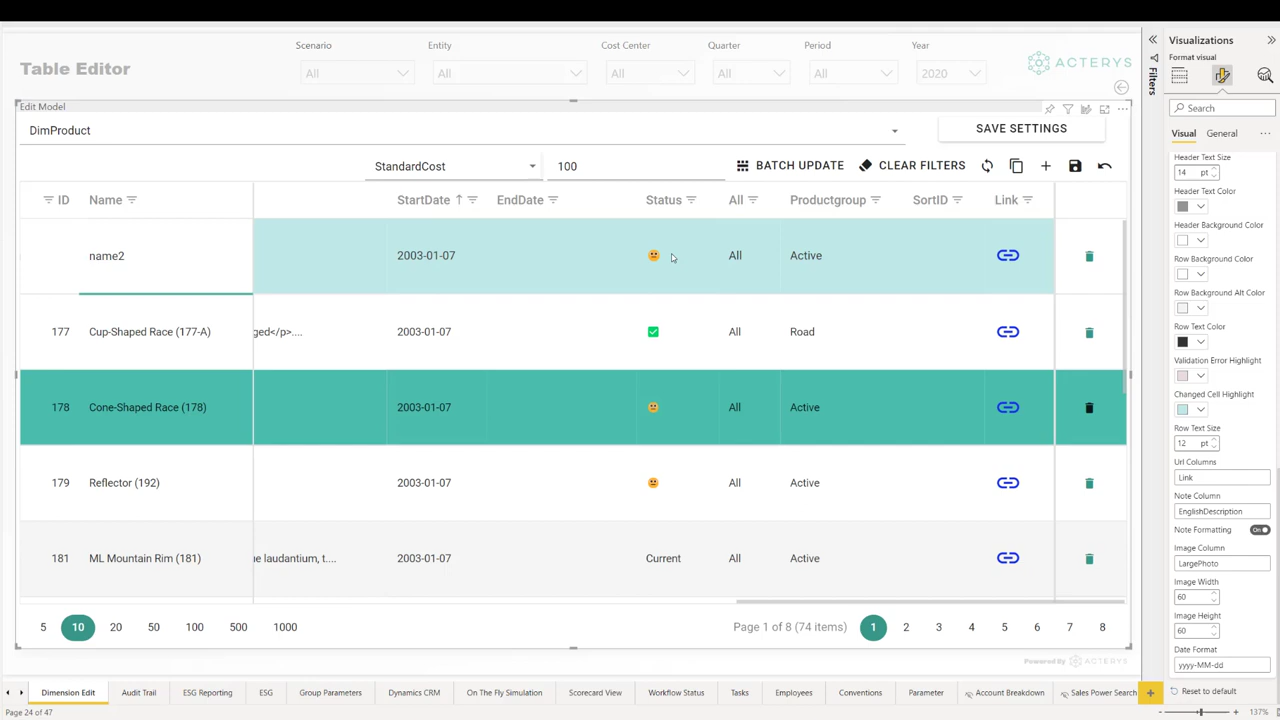 Scenario Entity Cost Center Quarter Period Year
Table Editor
All All All All All 2020
ACTERYS
Edit Model
DimProduct SAVE SETTINGS
StandardCost 100 BATCH UPDATE CLEAR FILTERS
ID Name StartDate EndDate Status All Productgroup SortID Link
name2 2003-01-07 All Active
177 Cup-Shaped Race (177-A) ged</p>.... 2003-01-07 All Road
178 Cone-Shaped Race (178) 2003-01-07 All Active
179 Reflector (192) 2003-01-07 All Active
181 ML Mountain Rim (181) ue laudantium, t.... 2003-01-07 Current All Active
5 10 20 50 100 500 1000 Page 1 of 8 (74 items) 1 2 3 4 5 6 7 8
Powered By ACTERYS
Dimension Edit Audit Trail ESG Reporting ESG Group Parameters Dynamics CRM On The Fly Simulation Scorecard View Workflow Status Tasks Employees Conventions Parameter Account Breakdown Sales Power Search
Page 24 of 47
137%
Filters
Visualizations
Format visual
Search
Visual General
Header Text Size
14 pt
Header Text Color
Header Background Color
Row Background Color
Row Background Alt Color
Row Text Color
Validation Error Highlight
Changed Cell Highlight
Row Text Size
12 pt
Url Columns
Link
Note Column
EnglishDescription
Note Formatting On
Image Column
LargePhoto
Image Width
60
Image Height
60
Date Format
yyyy-MM-dd
Reset to default